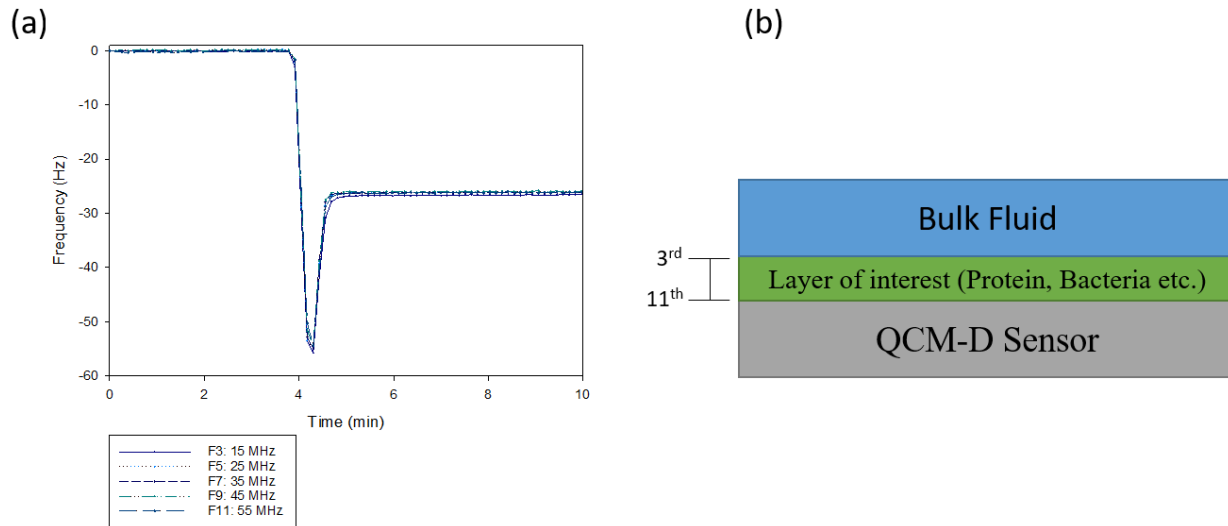 (a)
0
-10
-20
-30
-40
-50
-60
Frequency (Hz)
0 2 4 6 8 10
Time (min)
F3: 15 MHz
F5: 25 MHz
F7: 35 MHz
F9: 45 MHz
F11: 55 MHz
(b)
Bulk Fluid
3rd
Layer of interest (Protein, Bacteria etc.)
11th
QCM-D Sensor